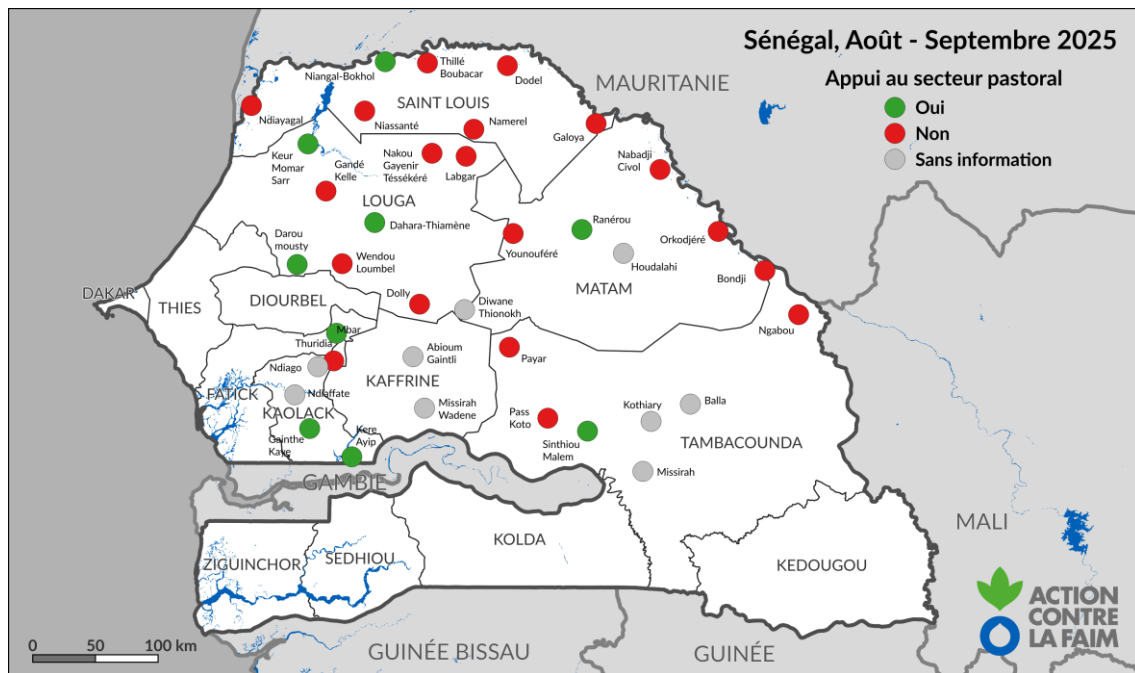 Sénégal, Août - Septembre 2025
Appui au secteur pastoral
Oui
Non
Sans information
MAURITANIE
Niangal-Bokhol
Thillé
Boubacar
Dodel
SAINT LOUIS
Ndiayagal
Niassanté
Namerel
Galoya
Keur
Momar
Sarr
Gandé
Kelle
Nakou
Gayenir
Téssékéré
Labgar
Nabadji
Civol
LOUGA
Dahara-Thiamène
Ranérou
Orkodjéré
Darou
mousty
Wendou
Loumbel
Younouféré
Houdalahi
Bondji
MATAM
DAKAR
THIES
DIOURBEL
Dolly
Diwane
Thionokh
Ngabou
Mbar
Thuridia
Ndiago
Abioum
Gaintli
Payar
KAFFRINE
FATICK
Ndiaffate
KAOLACK
Missirah
Wadene
Pass
Koto
Kothiary
Balla
Gainthe
Kaye
Kere
Ayip
Sinthiou
Malem
TAMBACOUNDA
Missirah
GAMBIE
MALI
KOLDA
SEDHIOU
ZIGUINCHOR
KEDOUGOU
GUINÉE BISSAU
GUINÉE
0 50 100 km
ACTION
CONTRE
LA FAIM